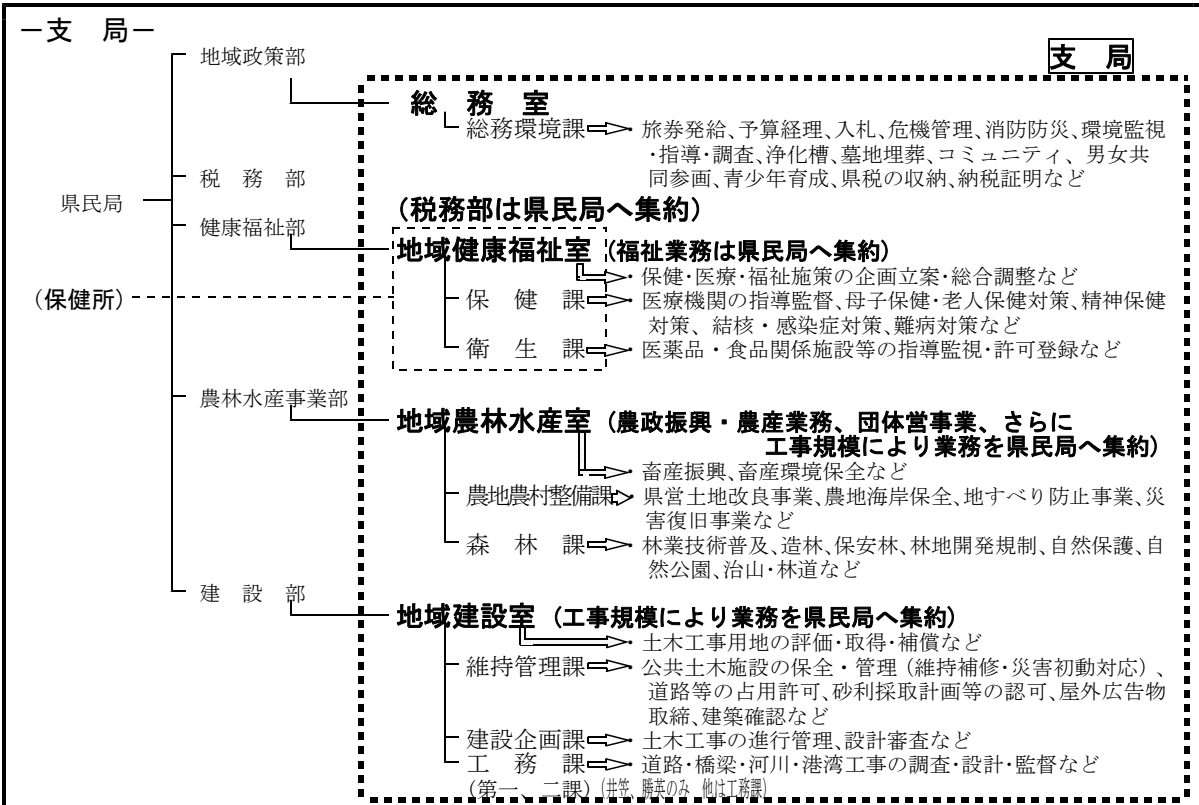 －支　局－
支　局
地域政策部
総　務　室
総務環境課 ・旅券発給、予算経理、入札、危機管理、消防防災、環境監視
・指導・調査、浄化槽、墓地埋葬、コミュニティ、男女共
同参画、青少年育成、県税の収納、納税証明など
税　務　部
県民局
(税務部は県民局へ集約)
健康福祉部
地域健康福祉室 (福祉業務は県民局へ集約)
・保健・医療・福祉施策の企画立案・総合調整など
(保健所)
保　健　課 ・医療機関の指導監督、母子保健・老人保健対策、精神保健
対策、結核・感染症対策、難病対策など
衛　生　課 ・医薬品・食品関係施設等の指導監視・許可登録など
農林水産事業部
地域農林水産室 (農政振興・農産業務、団体営事業、さらに
工事規模により業務を県民局へ集約)
・畜産振興、畜産環境保全など
農地農村整備課 ・県営土地改良事業、農地海岸保全、地すべり防止事業、災
害復旧事業など
森　林　課 ・林業技術普及、造林、保安林、林地開発規制、自然保護、自
然公園、治山・林道など
建　設　部
地域建設室 (工事規模により業務を県民局へ集約)
・土木工事用地の評価・取得・補償など
維持管理課 ・公共土木施設の保全・管理（維持補修・災害初動対応）、
道路等の占用許可、砂利採取計画等の認可、屋外広告物
取締、建築確認など
建設企画課 ・土木工事の進行管理、設計審査など
工　務　課 ・道路・橋梁・河川・港湾工事の調査・設計・監督など
(第一、二課) (井笠、勝英のみ　他は工務課)